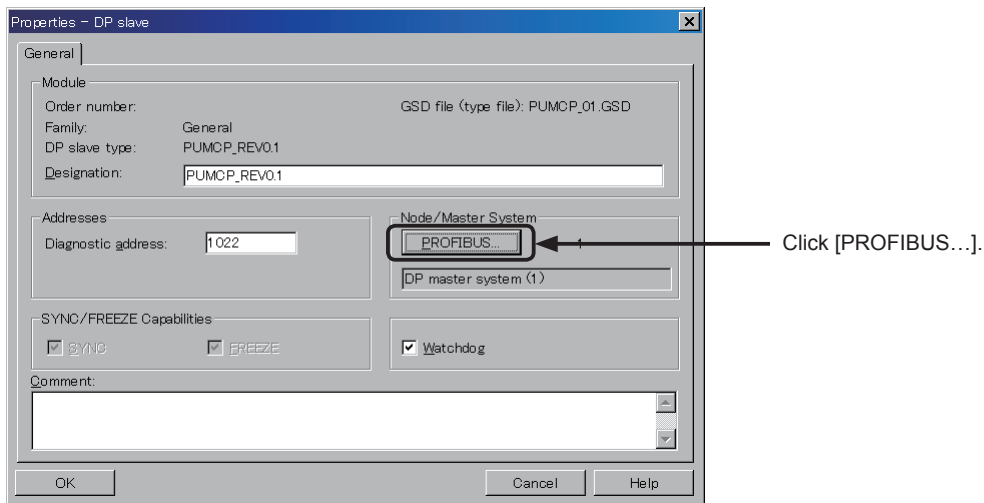 Properties - DP slave
General
Module
Order number:
GSD file (type file): PUMCP_01.GSD
Family: General
DP slave type: PUMCP_REV0.1
Designation: PUMCP_REV0.1
Addresses
Diagnostic address: 1022
Node/Master System
PROFIBUS... 1
Click [PROFIBUS…].
DP master system (1)
SYNC/FREEZE Capabilities
SYNC FREEZE
Watchdog
Comment:
OK Cancel Help